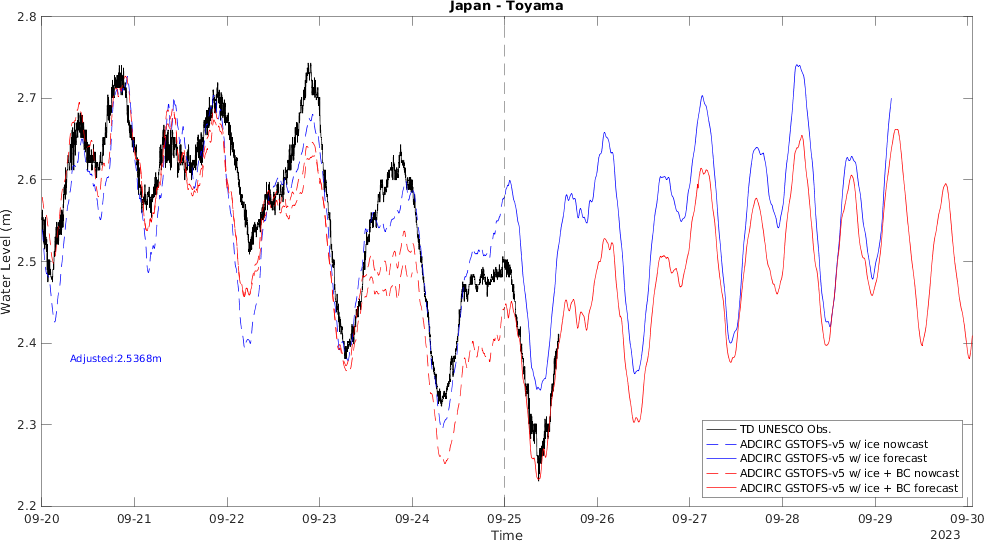 Japan - Toyama
2.8
2.7
2.6
2.5
2.4
2.3
2.2
Water Level (m)
Adjusted:2.5368m
TD UNESCO Obs.
ADCIRC GSTOFS-v5 w/ ice nowcast
ADCIRC GSTOFS-v5 w/ ice forecast
ADCIRC GSTOFS-v5 w/ ice + BC nowcast
ADCIRC GSTOFS-v5 w/ ice + BC forecast
09-20 09-21 09-22 09-23 09-24 09-25 09-26 09-27 09-28 09-29 09-30
Time
2023